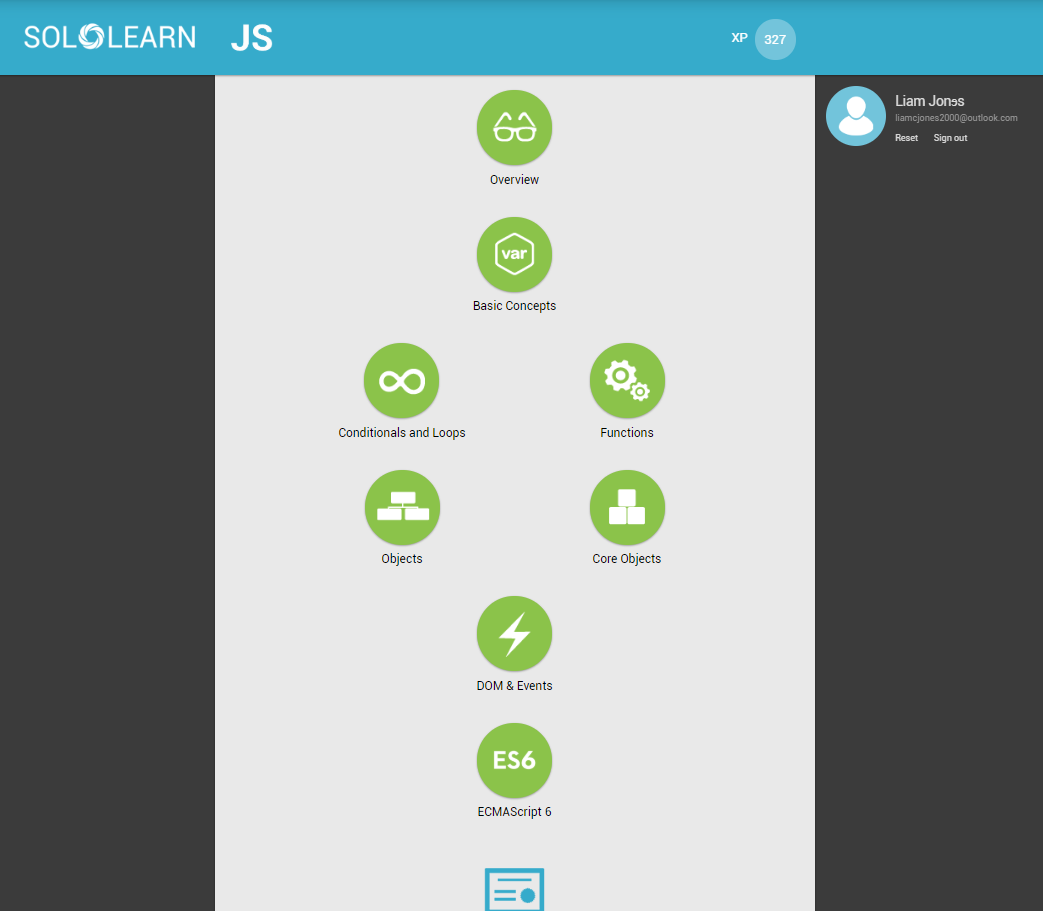 SOLOLEARN
JS
XP 327
Liam Jones
liamcjones2000@outlook.com
Reset Sign out
Overview
var
Basic Concepts
Conditionals and Loops
Functions
Objects
Core Objects
DOM & Events
ES6
ECMAScript 6